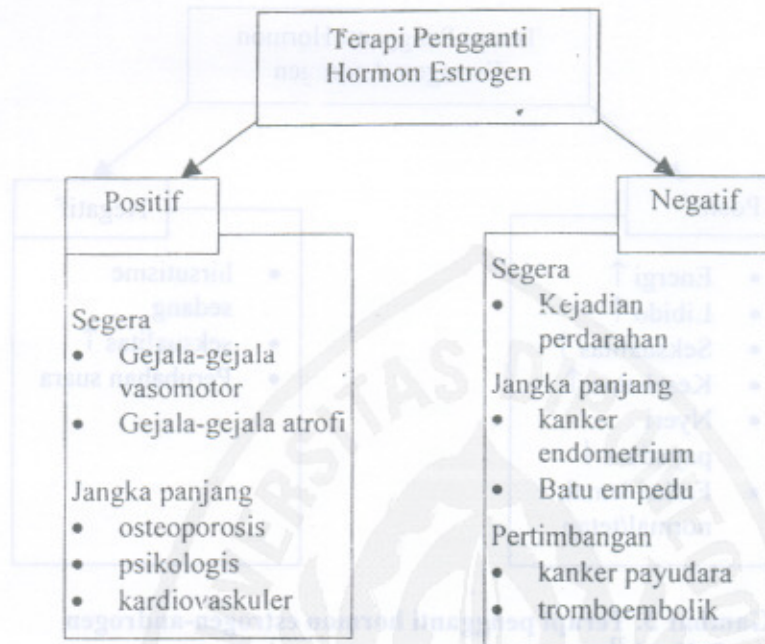 Terapi Pengganti
Hormon Estrogen
Positif
Segera
• Gejala-gejala
vasomotor
• Gejala-gejala atrofi
Jangka panjang
• osteoporosis
• psikologis
• kardiovaskuler
Negatif
Segera
• Kejadian
perdarahan
Jangka panjang
• kanker
endometrium
• Batu empedu
Pertimbangan
• kanker payudara
• tromboembolik